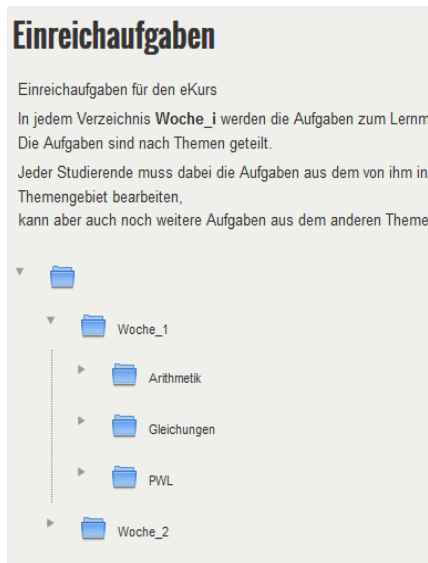 Einreichaufgaben
Einreichaufgaben für den eKurs
In jedem Verzeichnis Woche_i werden die Aufgaben zum Lernm
Die Aufgaben sind nach Themen geteilt.
Jeder Studierende muss dabei die Aufgaben aus dem von ihm in
Themengebiet bearbeiten,
kann aber auch noch weitere Aufgaben aus dem anderen Theme
Woche_1
Arithmetik
Gleichungen
PWL
Woche_2